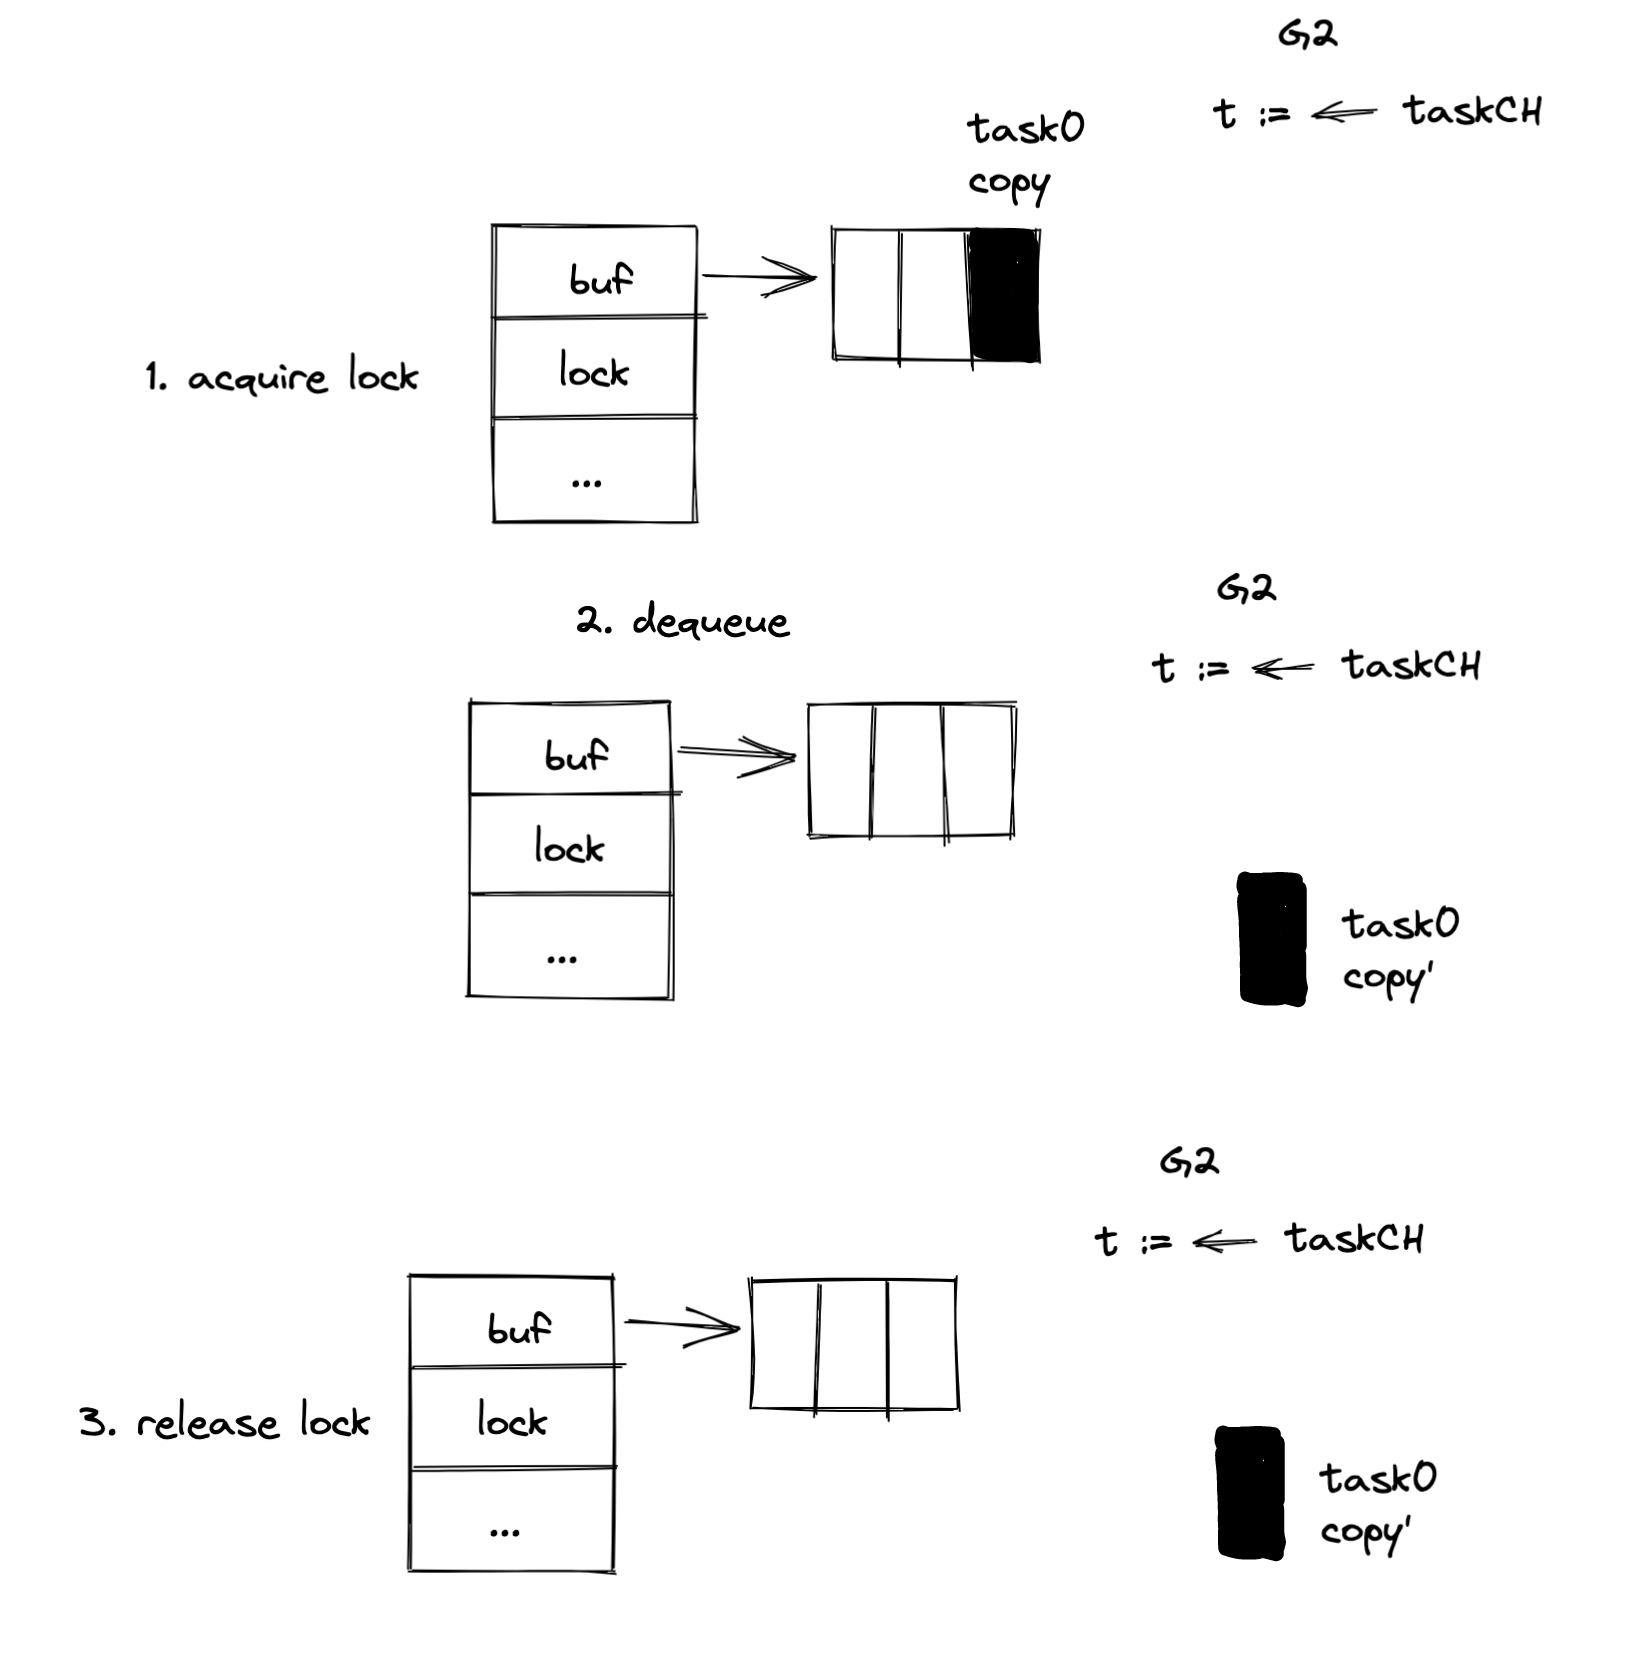 G2
t := ← taskCH
task0
copy
buf
1. acquire lock
lock
...
G2
2. dequeue
t := ← taskCH
buf
lock
task0
copy'
...
G2
t := ← taskCH
buf
3. release lock
lock
task0
copy'
...